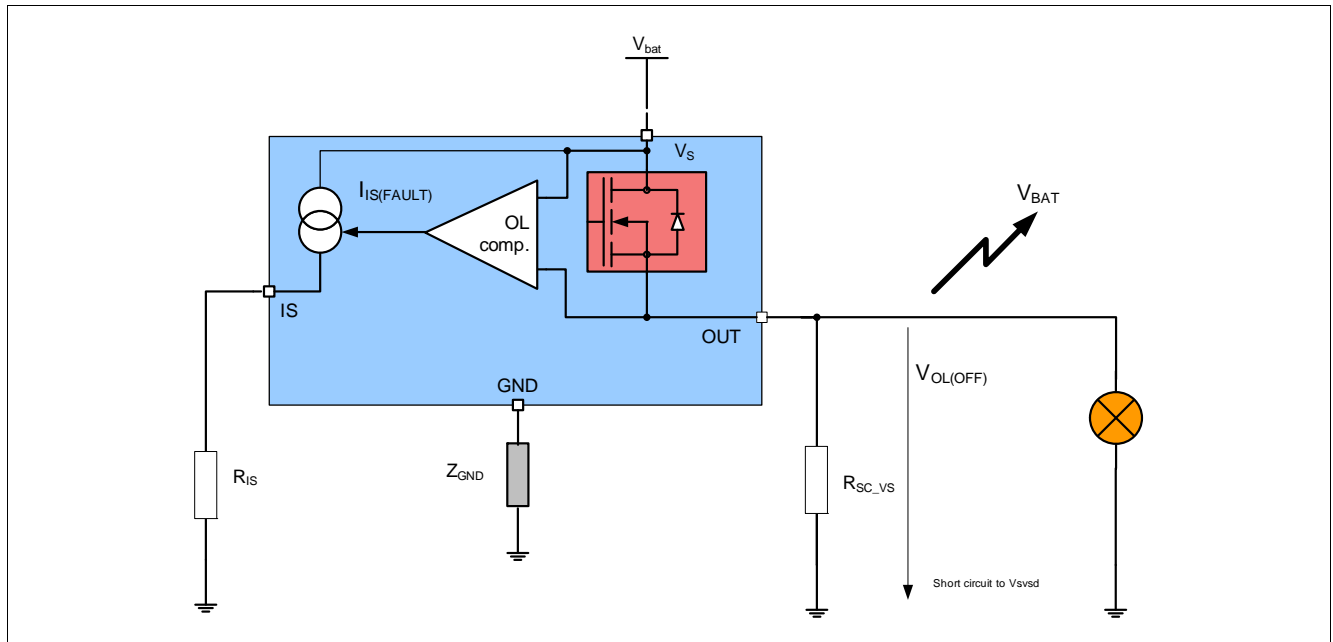 Vbat
VS
IIS(FAULT)
OL
comp.
VBAT
IS
OUT
VOL(OFF)
GND
RIS
ZGND
RSC_VS
Short circuit to Vsvsd